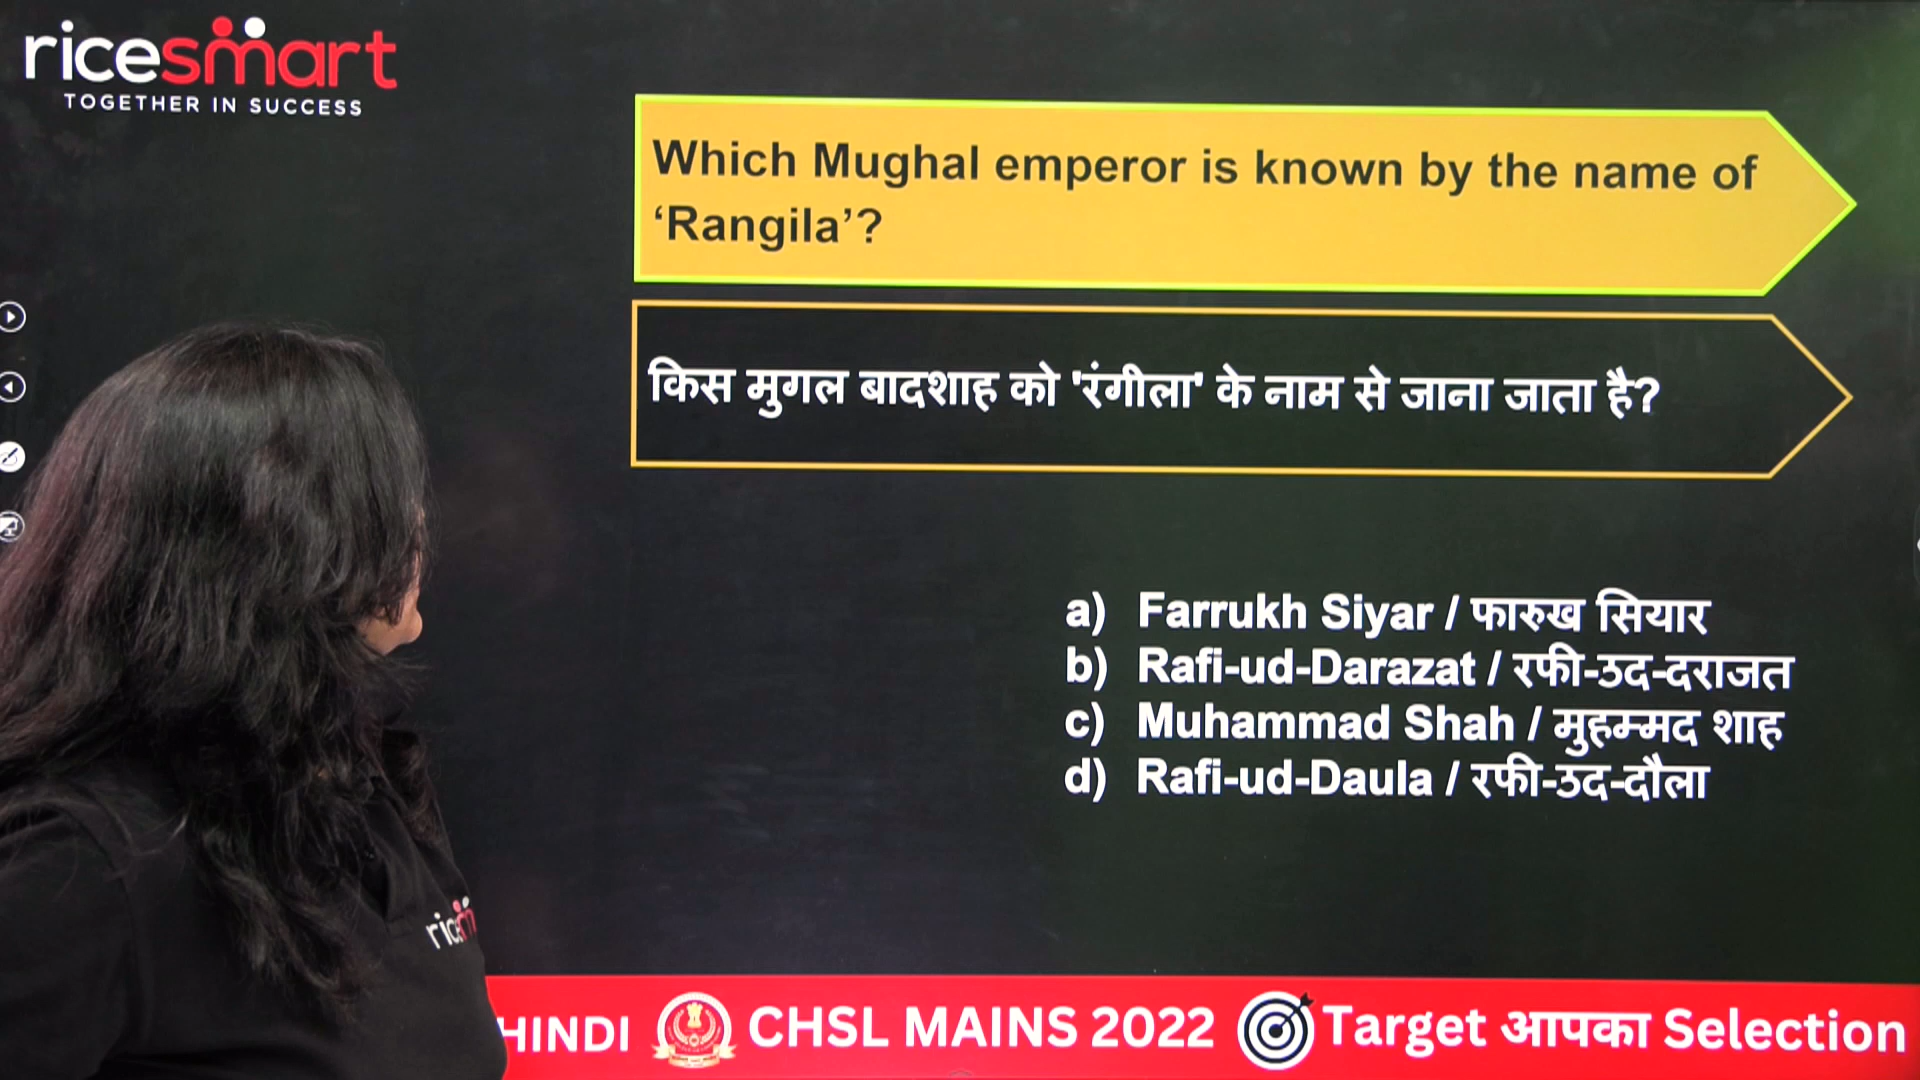 ricesmart
TOGETHER IN SUCCESS
Which Mughal emperor is known by the name of
‘Rangila’?
किस मुगल बादशाह को 'रंगीला' के नाम से जाना जाता है?
a) Farrukh Siyar / फारुख सियार
b) Rafi-ud-Darazat / रफी-उद-दराजत
c) Muhammad Shah / मुहम्मद शाह
d) Rafi-ud-Daula / रफी-उद-दौला
HINDI CHSL MAINS 2022 Target आपका Selection